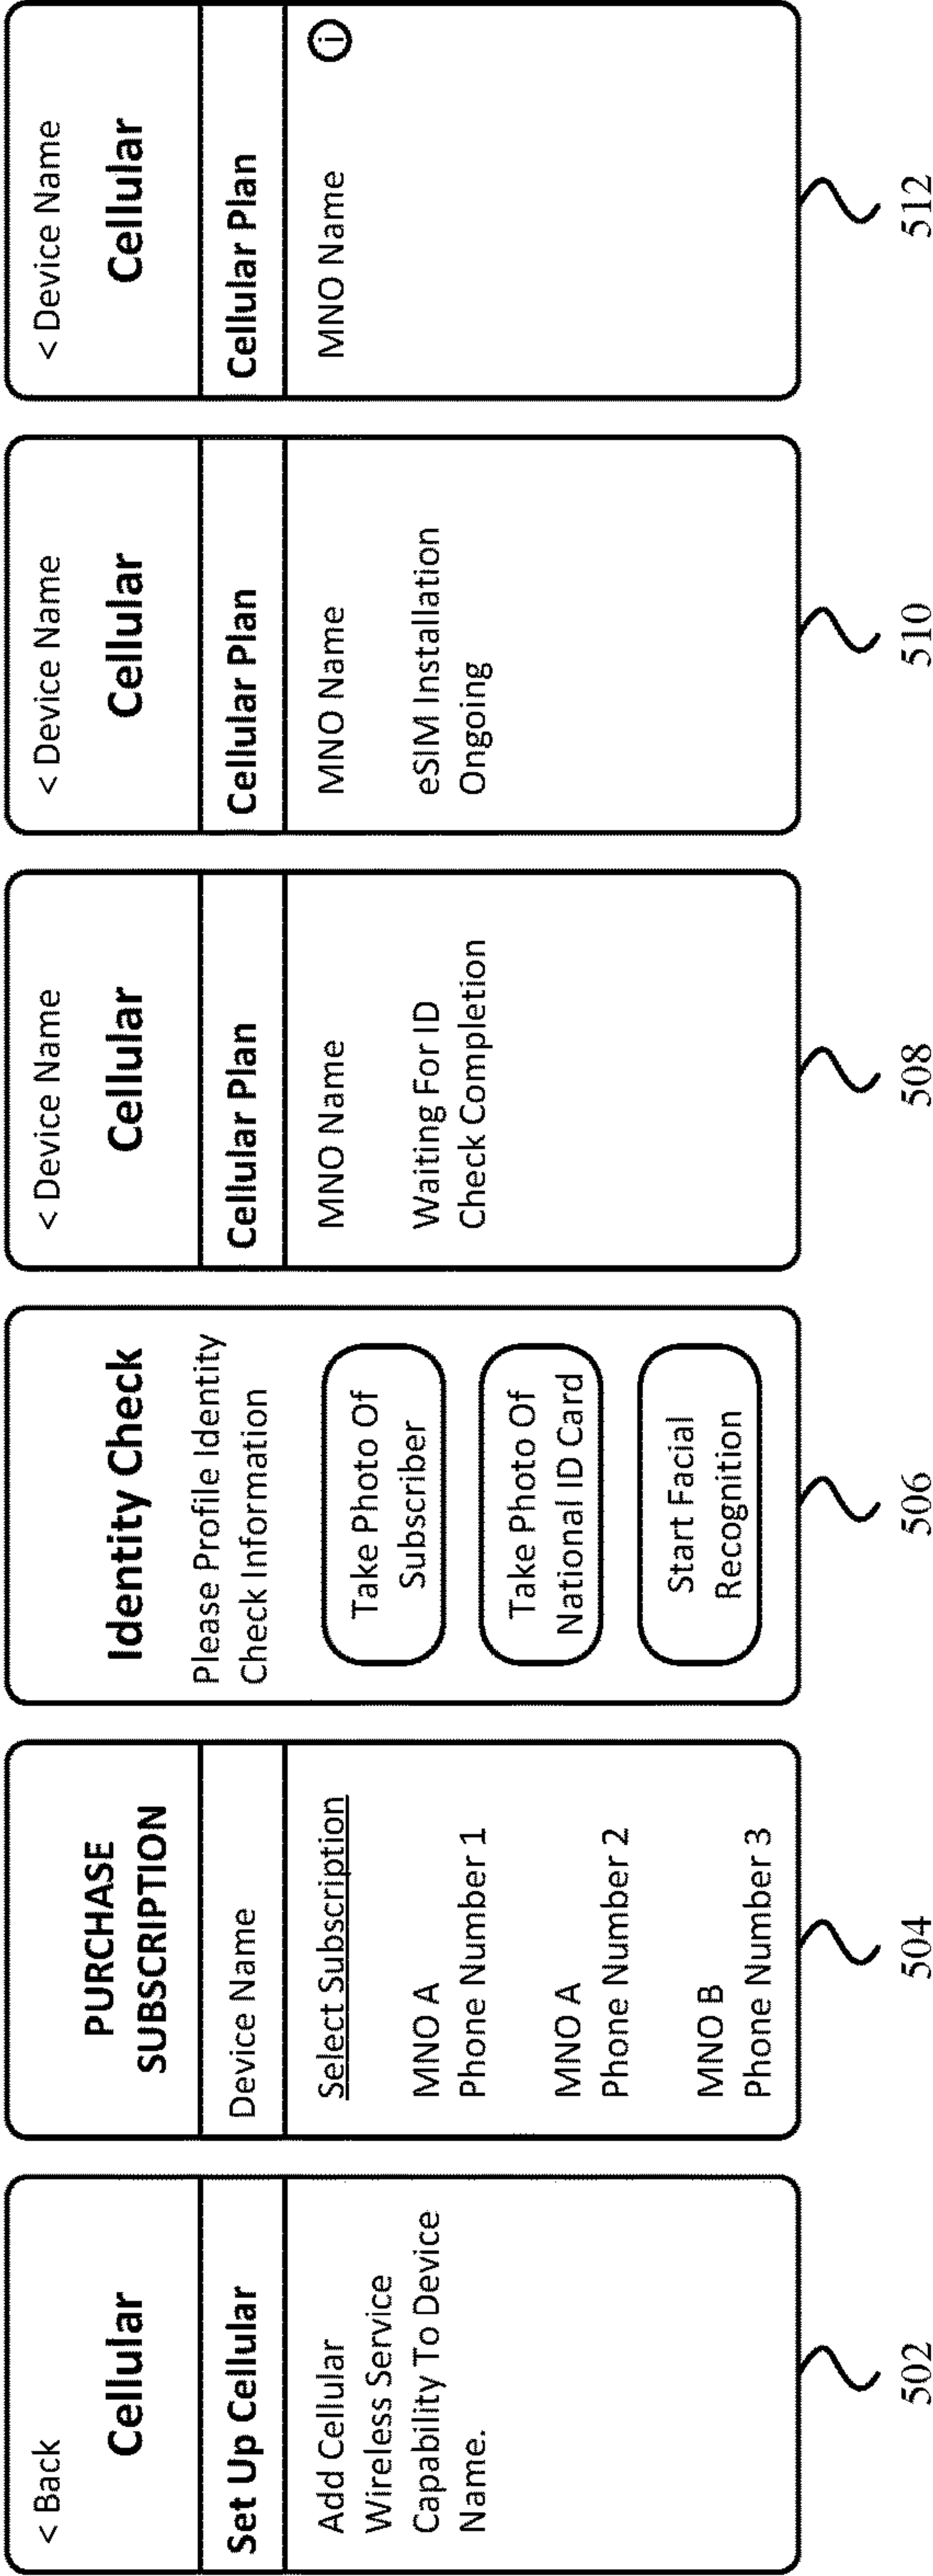 < Back
Cellular
Set Up Cellular
Add Cellular
Wireless Service
Capability To Device
Name.
502
PURCHASE
SUBSCRIPTION
Device Name
Select Subscription
MNO A
Phone Number 1
MNO A
Phone Number 2
MNO B
Phone Number 3
504
Identity Check
Please Profile Identity
Check Information
Take Photo Of
Subscriber
Take Photo Of
National ID Card
Start Facial
Recognition
506
< Device Name
Cellular
Cellular Plan
MNO Name
Waiting For ID
Check Completion
508
< Device Name
Cellular
Cellular Plan
MNO Name
eSIM Installation
Ongoing
510
< Device Name
Cellular
Cellular Plan
MNO Name i
512